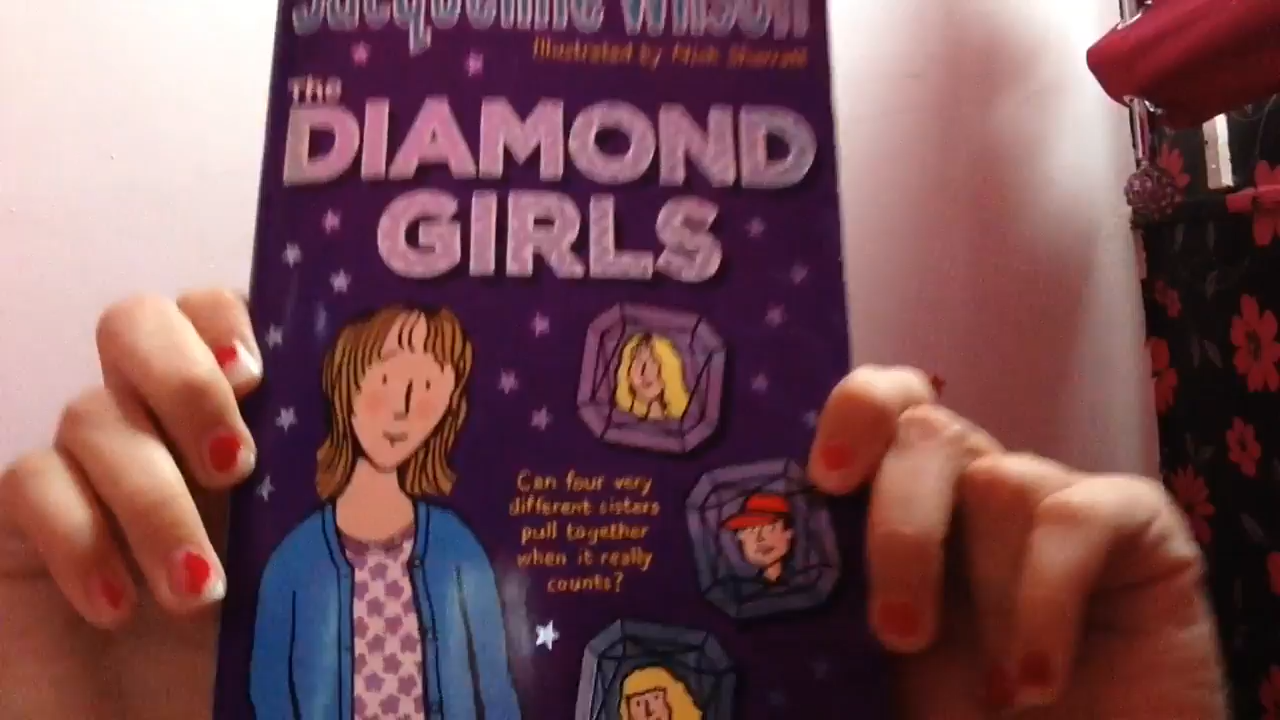 Jacqueline Wilson
Illustrated by Nick Sharratt
The
DIAMOND
GIRLS
Can four very
different sisters
pull together
when it really
counts?